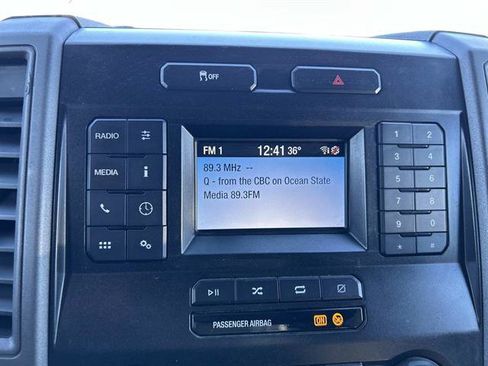 OFF
FM 1 12:41 36°
89.3 MHz --
Q - from the CBC on Ocean State
Media 89.3FM
RADIO
MEDIA i
1 2
3 4
5 6
7 8
9 0
* #
PASSENGER AIRBAG ON